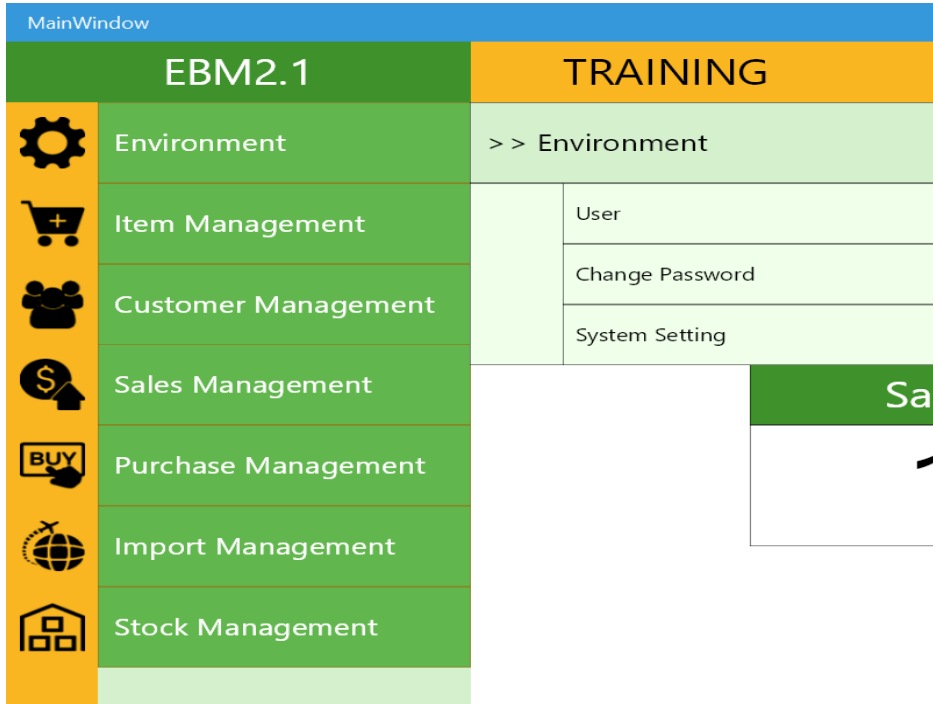 MainWindow
EBM2.1
TRAINING
Environment
Item Management
Customer Management
Sales Management
BUY
Purchase Management
Import Management
Stock Management
>> Environment
User
Change Password
System Setting
Sa